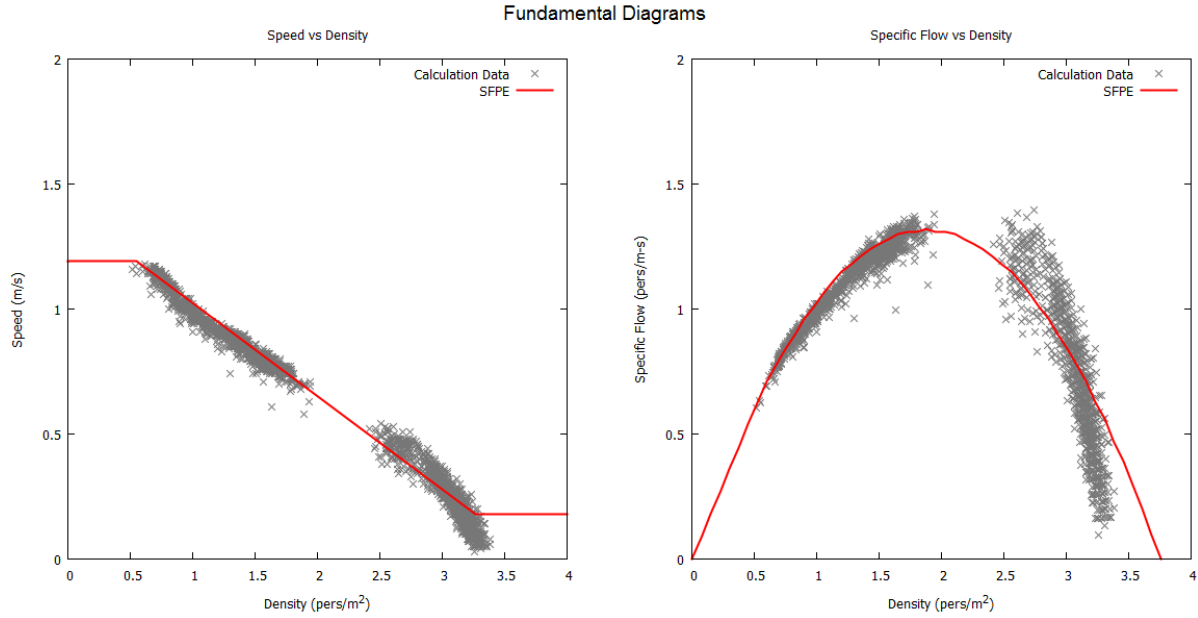 Fundamental Diagrams
Speed vs Density
2
1.5
1
0.5
0
Speed (m/s)
Calculation Data
SFPE
0 0.5 1 1.5 2 2.5 3 3.5 4
Density (pers/m²)
Specific Flow vs Density
2
1.5
1
0.5
0
Specific Flow (pers/m-s)
Calculation Data
SFPE
0 0.5 1 1.5 2 2.5 3 3.5 4
Density (pers/m²)